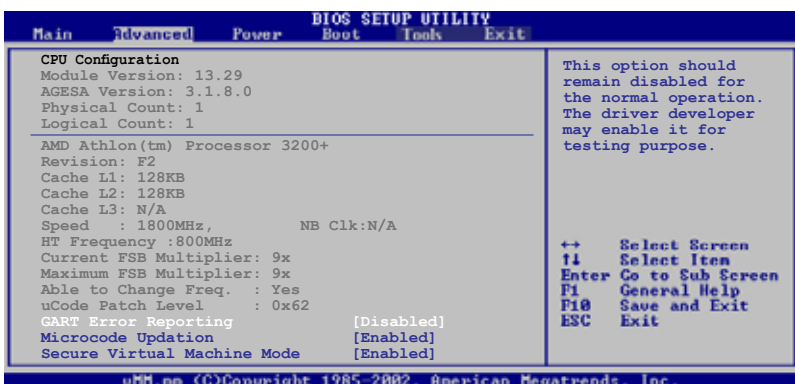 BIOS SETUP UTILITY
Main Advanced Power Boot Tools Exit
CPU Configuration
Module Version: 13.29
AGESA Version: 3.1.8.0
Physical Count: 1
Logical Count: 1
AMD Athlon(tm) Processor 3200+
Revision: F2
Cache L1: 128KB
Cache L2: 128KB
Cache L3: N/A
Speed : 1800MHz, NB Clk:N/A
HT Frequency :800MHz
Current FSB Multiplier: 9x
Maximum FSB Multiplier: 9x
Able to Change Freq. : Yes
uCode Patch Level : 0x62
GART Error Reporting [Disabled]
Microcode Updation [Enabled]
Secure Virtual Machine Mode [Enabled]
This option should
remain disabled for
the normal operation.
The driver developer
may enable it for
testing purpose.
↔ Select Screen
↑↓ Select Item
Enter Go to Sub Screen
F1 General Help
F10 Save and Exit
ESC Exit
(C)Copyright 1985-2002, American Megatrends, Inc.